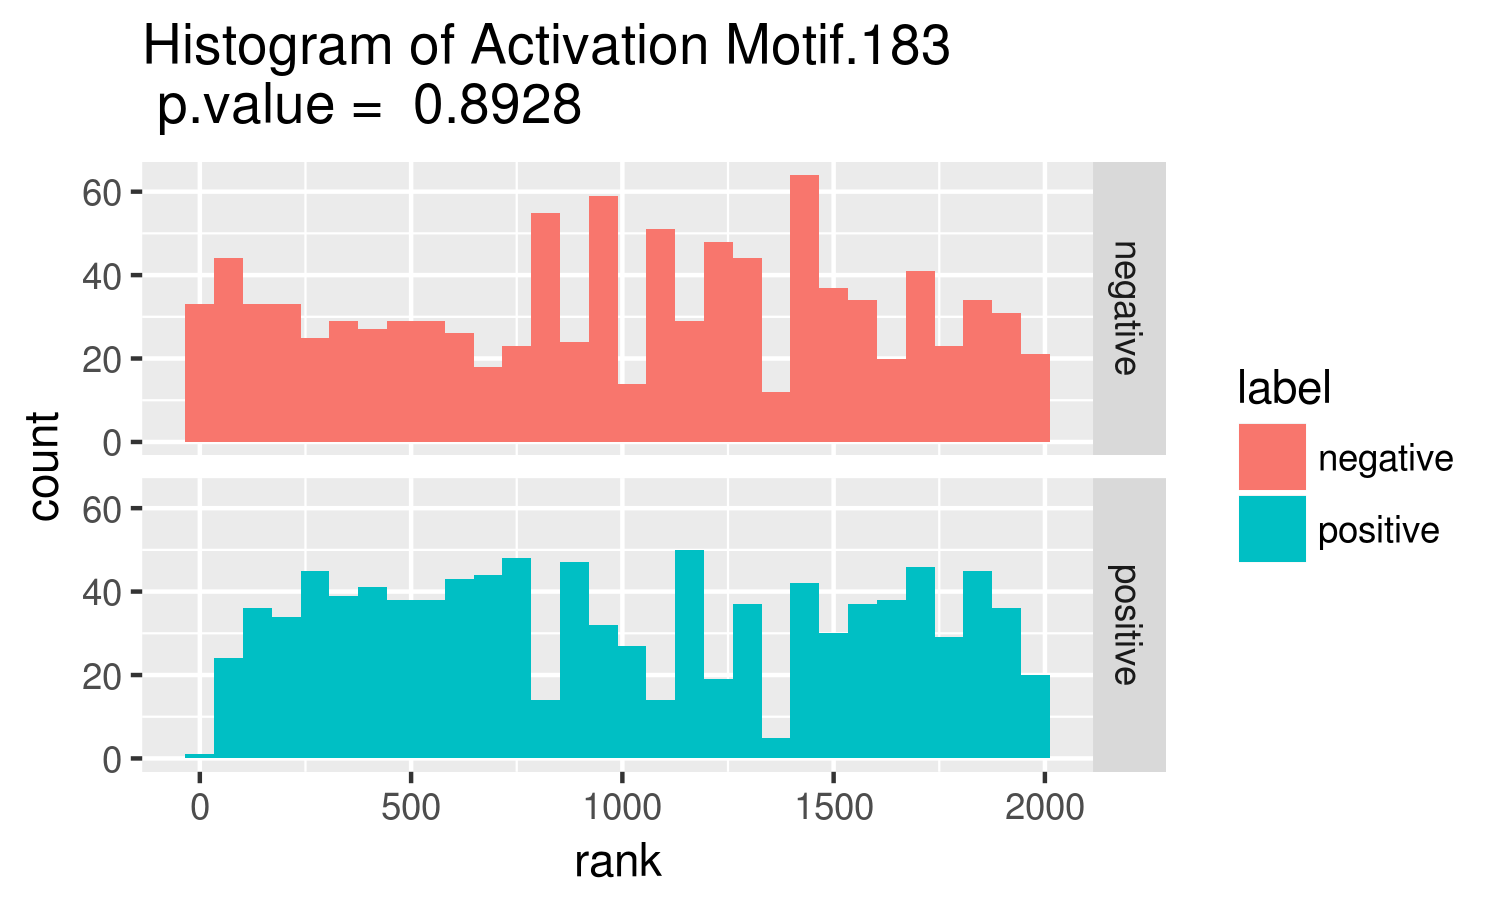 Histogram of Activation Motif.183
p.value = 0.8928
60
40
20
0
negative
60
40
20
0
positive
count
0 500 1000 1500 2000
rank
label
negative
positive